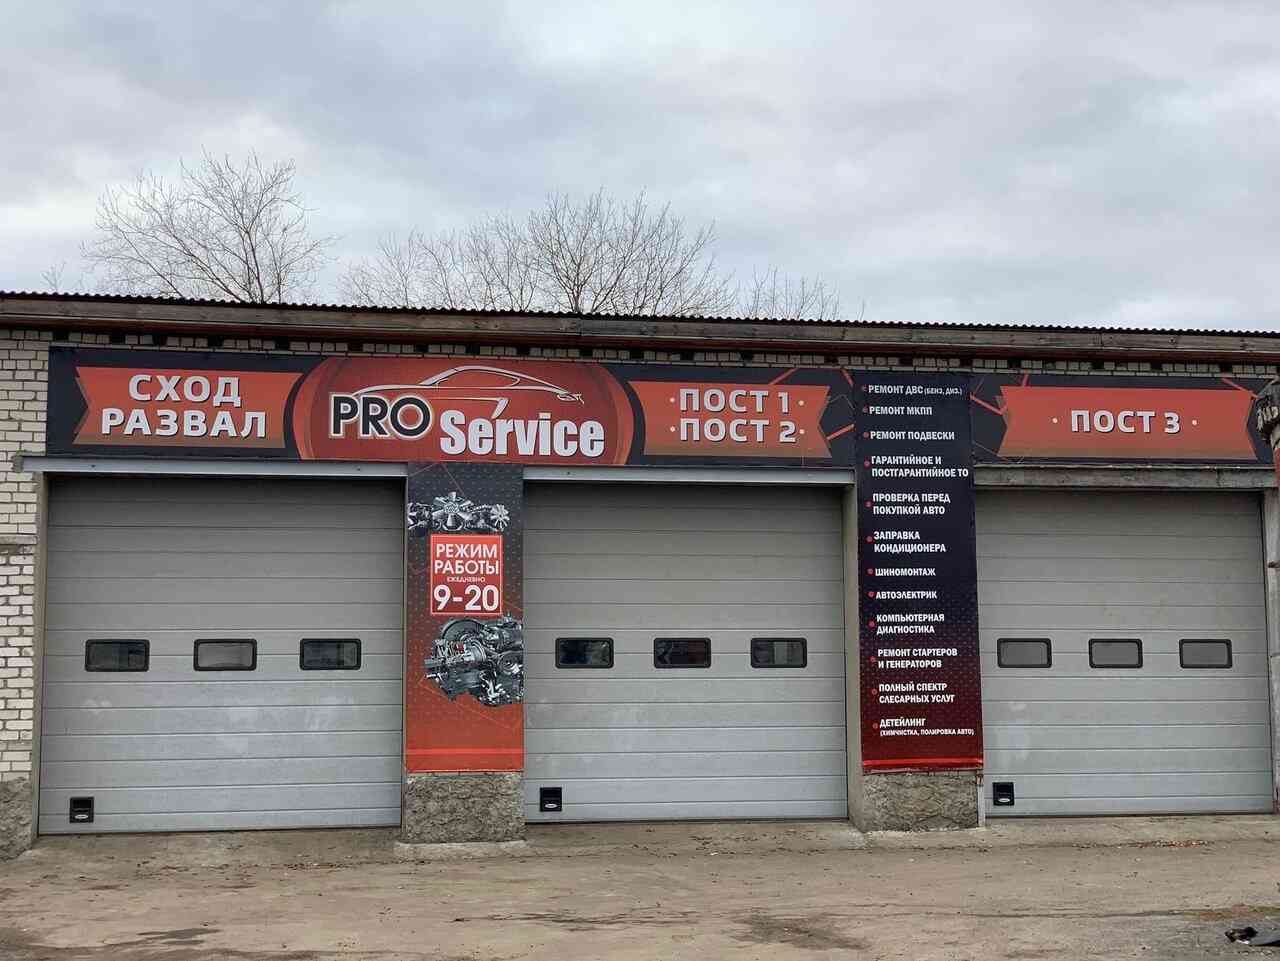 СХОД
РАЗВАЛ
PRO
Service
· ПОСТ 1 ·
· ПОСТ 2 ·
РЕЖИМ
РАБОТЫ
ЕЖЕДНЕВНО
9-20
• РЕМОНТ ДВС (БЕНЗ, ДИЗ.)
• РЕМОНТ МКПП
• РЕМОНТ ПОДВЕСКИ
• ГАРАНТИЙНОЕ И
ПОСТГАРАНТИЙНОЕ ТО
• ПРОВЕРКА ПЕРЕД
ПОКУПКОЙ АВТО
• ЗАПРАВКА
КОНДИЦИОНЕРА
• ШИНОМОНТАЖ
• АВТОЭЛЕКТРИК
• КОМПЬЮТЕРНАЯ
ДИАГНОСТИКА
• РЕМОНТ СТАРТЕРОВ
И ГЕНЕРАТОРОВ
• ПОЛНЫЙ СПЕКТР
СЛЕСАРНЫХ УСЛУГ
• ДЕТЕЙЛИНГ
(ХИМЧИСТКА, ПОЛИРОВКА АВТО)
· ПОСТ 3 ·